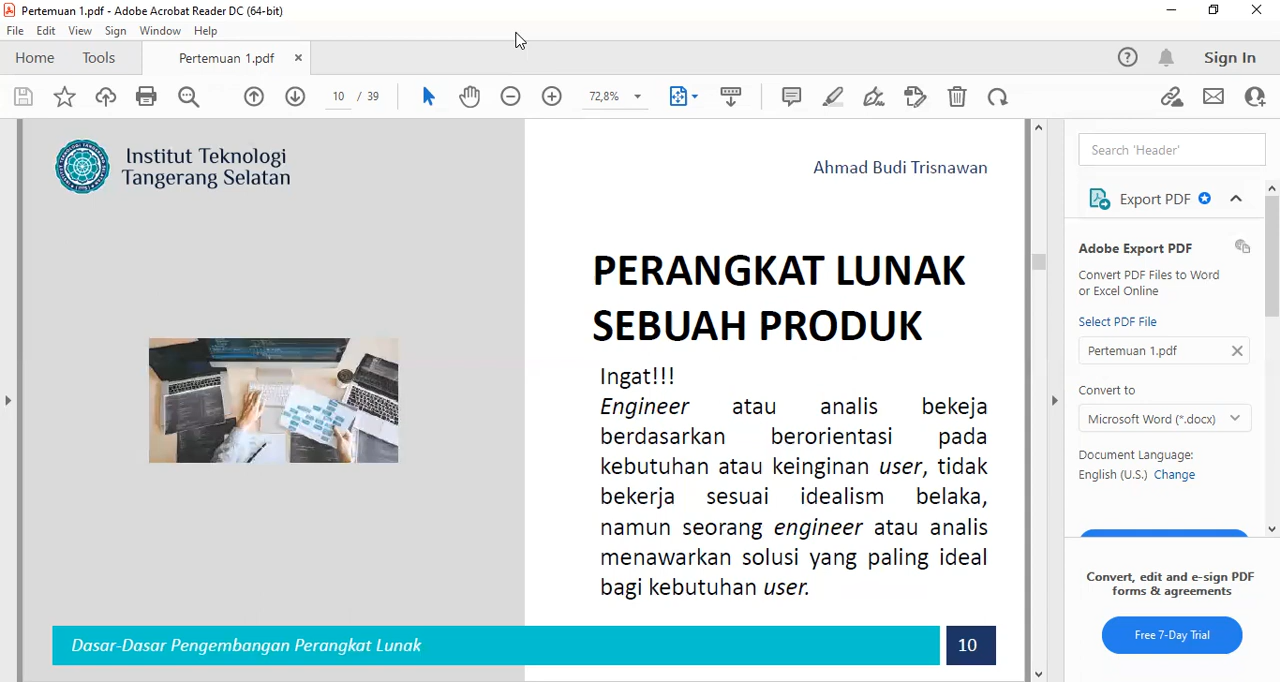 Pertemuan 1.pdf - Adobe Acrobat Reader DC (64-bit)
File Edit View Sign Window Help
Home Tools Pertemuan 1.pdf Sign In
10 / 39 72,8%
Institut Teknologi
Tangerang Selatan
Ahmad Budi Trisnawan
PERANGKAT LUNAK
SEBUAH PRODUK
Ingat!!!
Engineer atau analis bekeja
berdasarkan berorientasi pada
kebutuhan atau keinginan user, tidak
bekerja sesuai idealism belaka,
namun seorang engineer atau analis
menawarkan solusi yang paling ideal
bagi kebutuhan user.
Dasar-Dasar Pengembangan Perangkat Lunak
10
Search 'Header'
Export PDF
Adobe Export PDF
Convert PDF Files to Word
or Excel Online
Select PDF File
Pertemuan 1.pdf
Convert to
Microsoft Word (*.docx)
Document Language:
English (U.S.) Change
Convert, edit and e-sign PDF
forms & agreements
Free 7-Day Trial